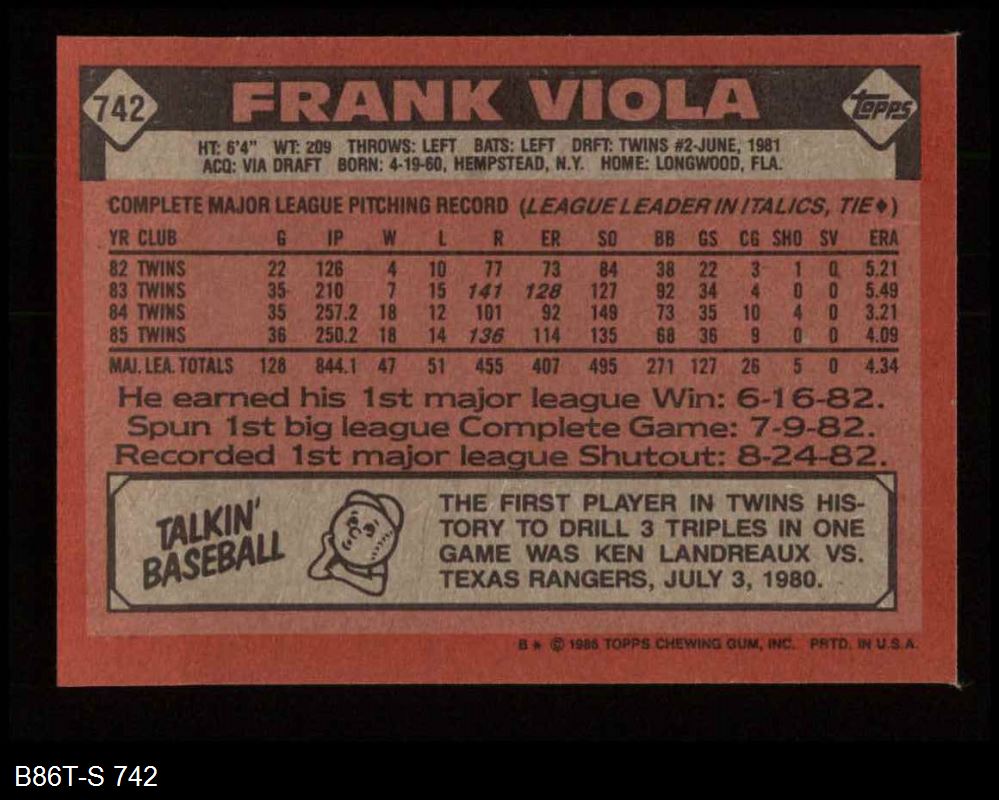 742 FRANK VIOLA Topps
HT: 6'4" WT: 209 THROWS: LEFT BATS: LEFT DRFT: TWINS #2-JUNE, 1981
ACQ: VIA DRAFT BORN: 4-19-60, HEMPSTEAD, N.Y. HOME: LONGWOOD, FLA.
COMPLETE MAJOR LEAGUE PITCHING RECORD (LEAGUE LEADER IN ITALICS, TIE♦)
YR CLUB G IP W L R ER SO BB GS CG SHO SV ERA
82 TWINS 22 126 4 10 77 73 84 38 22 3 1 0 5.21
83 TWINS 35 210 7 15 141 128 127 92 34 4 0 0 5.49
84 TWINS 35 257.2 18 12 101 92 149 73 35 10 4 0 3.21
85 TWINS 36 250.2 18 14 136 114 135 68 36 9 0 0 4.09
MAJ. LEA. TOTALS 128 844.1 47 51 455 407 495 271 127 26 5 0 4.34
He earned his 1st major league Win: 6-16-82.
Spun 1st big league Complete Game: 7-9-82.
Recorded 1st major league Shutout: 8-24-82.
TALKIN'
BASEBALL
THE FIRST PLAYER IN TWINS HIS-
TORY TO DRILL 3 TRIPLES IN ONE
GAME WAS KEN LANDREAUX VS.
TEXAS RANGERS, JULY 3, 1980.
B * © 1986 TOPPS CHEWING GUM, INC. PRTD. IN U.S.A.
B86T-S 742